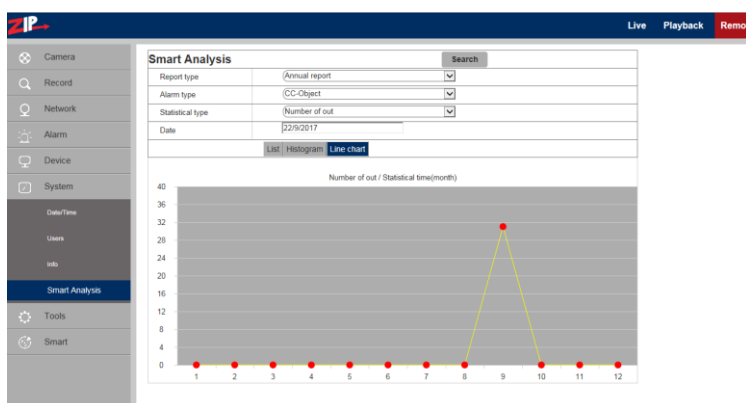 ZIP
Live Playback Remo
Camera
Record
Network
Alarm
Device
System
Date/Time
Users
Info
Smart Analysis
Tools
Smart
Smart Analysis Search
Report type Annual report
Alarm type CC-Object
Statistical type Number of out
Date 22/9/2017
List Histogram Line chart
Number of out / Statistical time(month)
40
36
32
28
24
20
16
12
8
4
0
1 2 3 4 5 6 7 8 9 10 11 12